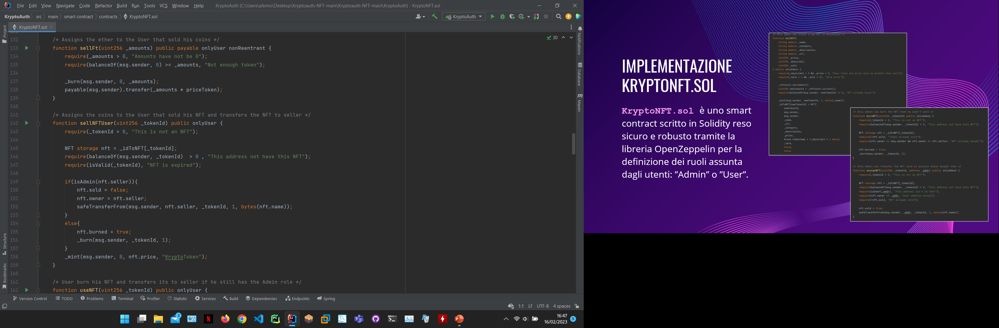 File Edit View Navigate Code Refactor Build Run Tools VCS Window Help KryptoAuth [C:\Users\albmo\Desktop\Kryptoauth-NFT-main\Kryptoauth-NFT-main\KryptoAuth] - KryptoNFT.sol
KryptoAuth src main smart contract contracts KryptoNFT.sol KryptoAuth
KryptoNFT.sol
30
Project
Structure
Bookmarks
Notifications
Database
Maven
132 /* Assigns the ether to the User that sold his coins */
133 function sellFt(uint256 _amounts) public payable onlyUser nonReentrant {
134 require(_amounts > 0, "Amounts have not be 0");
135 require(balanceOf(msg.sender, 0) >= _amounts, "Not enough token");
136
137 _burn(msg.sender, 0, _amounts);
138 payable(msg.sender).transfer(_amounts * priceToken);
139 }
140
141 /* Assigns the coins to the User that sold his NFT and transfers the NFT to seller */
142 function sellNFTUser(uint256 _tokenId) public onlyUser {
143 require(_tokenId > 0, "This is not an NFT");
144
145 NFT storage nft = _idToNFT[_tokenId];
146 require(balanceOf(msg.sender, _tokenId) > 0 , "This address not have this NFT");
147 require(isValid(_tokenId), "NFT is expired");
148
149 if(isAdmin(nft.seller)){
150 nft.sold = false;
151 nft.owner = nft.seller;
152 safeTransferFrom(msg.sender, nft.seller, _tokenId, 1, bytes(nft.name));
153 }
154 else{
155 nft.burned = true;
156 _burn(msg.sender, _tokenId, 1);
157 }
158 _mint(msg.sender, 0, nft.price, "KryptoToken");
159 }
160
161 /* User burn his NFT and transfers its to seller if he still has the Admin role */
162 function useNFT(uint256 _tokenId) public onlyUser {
Version Control TODO Problems Terminal Profiler Statistic Services Build Dependencies Endpoints Spring
1:1 LF UTF-8 4 spaces
3
16:47
16/02/2023
9
IMPLEMENTAZIONE
KRYPTONFT.SOL
KryptoNFT.sol è uno smart
contract scritto in Solidity reso
sicuro e robusto tramite la
libreria OpenZeppelin per la
definizione dei ruoli assunta
dagli utenti: ”Admin” o ”User”.
/* Only Admin can create a new NFT in Blockchain */
function mintNft(
string memory _name,
string memory _category,
string memory _description,
string memory _url,
uint256 _price,
uint256 _daysLimit,
uint256 _sale
) public onlyAdmin {
require(_daysLimit > 0 && _price > 0, "Days limit and price must be greater than zero");
require(_sale > 4 && _sale < 51, "Sale error");
_nftCount.increment();
uint256 newTokenId = _nftCount.current();
require(balanceOf(msg.sender, newTokenId) == 0, "NFT already exist");
_mint(msg.sender, newTokenId, 1, bytes(_name));
_idToNFT[newTokenId] = NFT(
newTokenId,
msg.sender,
msg.sender,
_name,
_url,
_category,
_description,
_price,
block.timestamp + (_daysLimit * 1 days),
_sale,
false,
false
/* Only Admin can burn the NFT that he didn't sell */
function burnNFT(uint256 _tokenId) public onlyAdmin {
require(_tokenId > 0, "This is not an NFT");
require(balanceOf(msg.sender, _tokenId) > 0, "This address not have this NFT");
NFT storage nft = _idToNFT[_tokenId];
require(!nft.sold, "Token already sold");
require(nft.owner == msg.sender && nft.owner == nft.seller, "NFT already bought");
nft.burned = true;
_burn(msg.sender, _tokenId, 1);
}
/* Only Admin can transfer the NFT sold to account which bought that */
function assignNFT(uint256 _tokenId, address _addr) public onlyAdmin {
require(_tokenId > 0, "This is not an NFT");
NFT storage nft = _idToNFT[_tokenId];
require(balanceOf(msg.sender, _tokenId) > 0, "This address not have this NFT");
require(isUser(_addr), "This address isn't an User");
require(nft.owner == _addr, "User address wrong");
require(!nft.sold, "NFT already sold");
nft.sold = true;
safeTransferFrom(msg.sender, _addr, _tokenId, 1, bytes(nft.name));
}